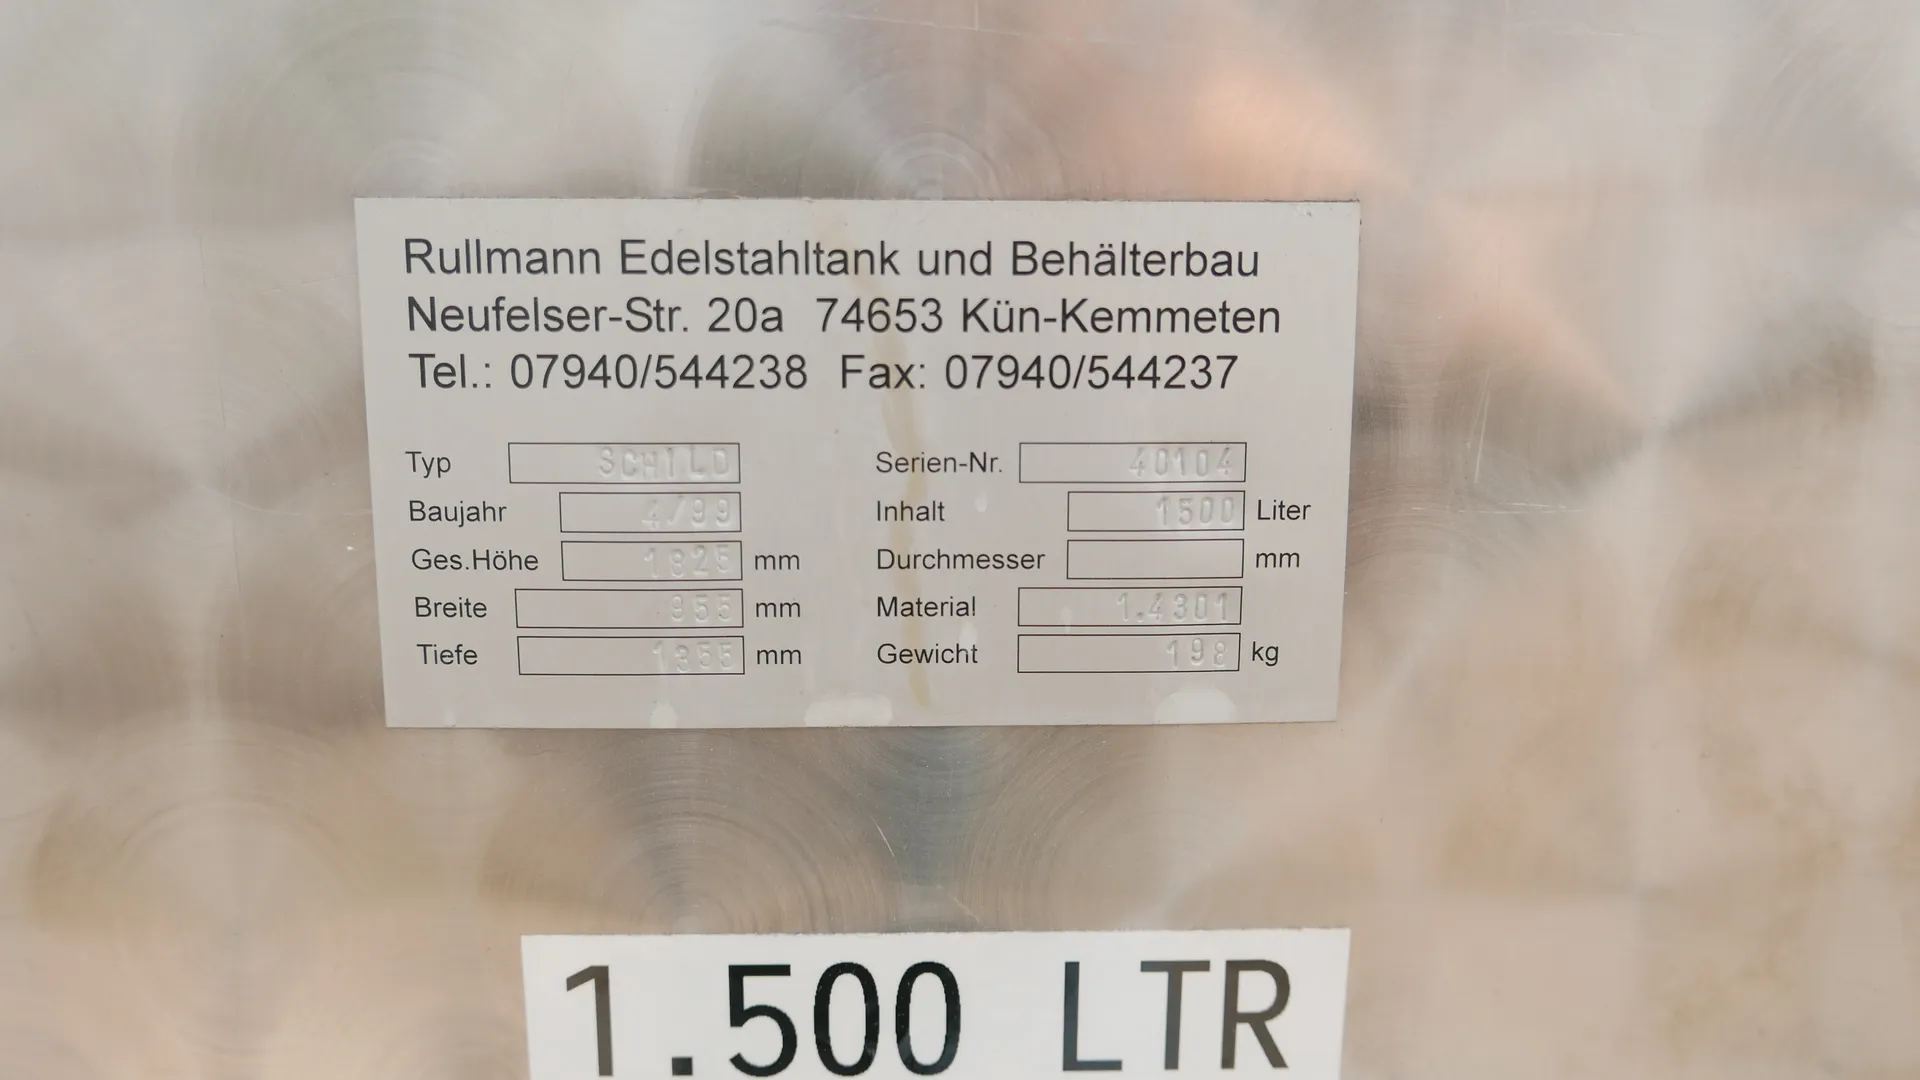 Rullmann Edelstahltank und Behälterbau
Neufelser-Str. 20a 74653 Kün-Kemmeten
Tel.: 07940/544238 Fax: 07940/544237
Typ SCHILD Serien-Nr. 40104
Baujahr 4/99 Inhalt 1500 Liter
Ges.Höhe 1825 mm Durchmesser mm
Breite 955 mm Material 1.4301
Tiefe 1355 mm Gewicht 198 kg
1.500 LTR